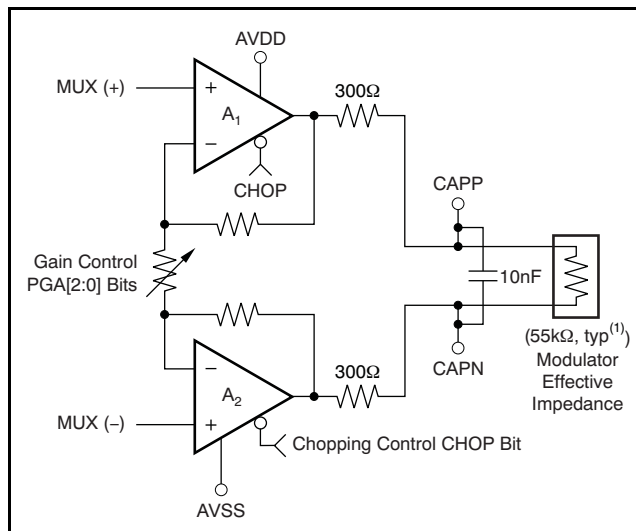 AVDD
MUX (+)
+
A1
−
300Ω
CHOP
CAPP
Gain Control
PGA[2:0] Bits
10nF
(55kΩ, typ(1))
Modulator
Effective
Impedance
−
A2
+
300Ω
CAPN
MUX (−)
Chopping Control CHOP Bit
AVSS